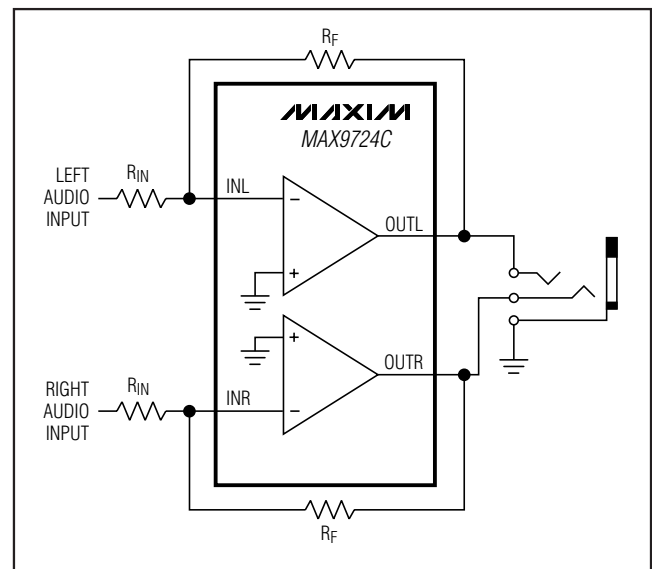 RF
MAXIM
MAX9724C
LEFT
AUDIO
INPUT
RIN
INL
−
OUTL
+
+
OUTR
RIGHT
AUDIO
INPUT
RIN
INR
−
RF